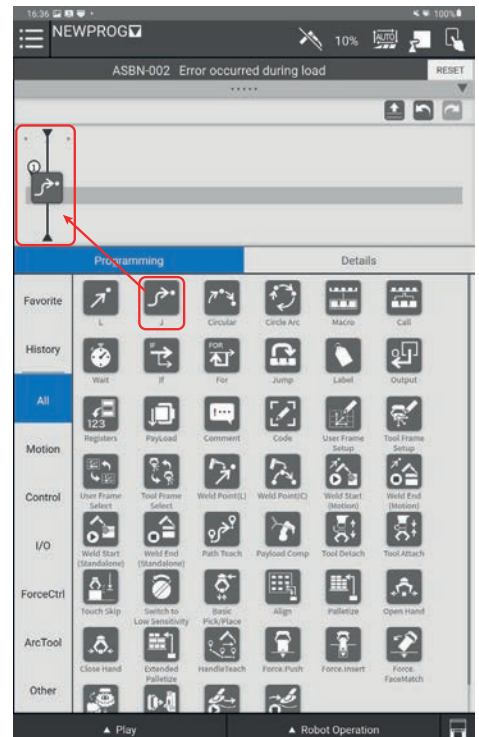 16:36
100%
NEWPROG
10%
AUTO
ASBN-002 Error occurred during load
RESET
1
Programming
Details
Favorite
History
All
Motion
Control
I/O
ForceCtrl
ArcTool
Other
L
J
Circular
Circle Arc
Macro
Call
IF
FOR
Wait
If
For
Jump
Label
Output
123
Registers
PayLoad
Comment
Code
User Frame Setup
Tool Frame Setup
User Frame Select
Tool Frame Select
Weld Point(L)
Weld Point(C)
Weld Start (Motion)
Weld End (Motion)
Weld Start (Standalone)
Weld End (Standalone)
Path Teach
Payload Comp
Tool Detach
Tool Attach
Touch Skip
Switch to Low Sensitivity
Basic Pick/Place
Align
Palletize
Open Hand
Close Hand
Extended Palletize
HandleTeach
Force.Push
Force.Insert
Force. FaceMatch
▲ Play
▲ Robot Operation